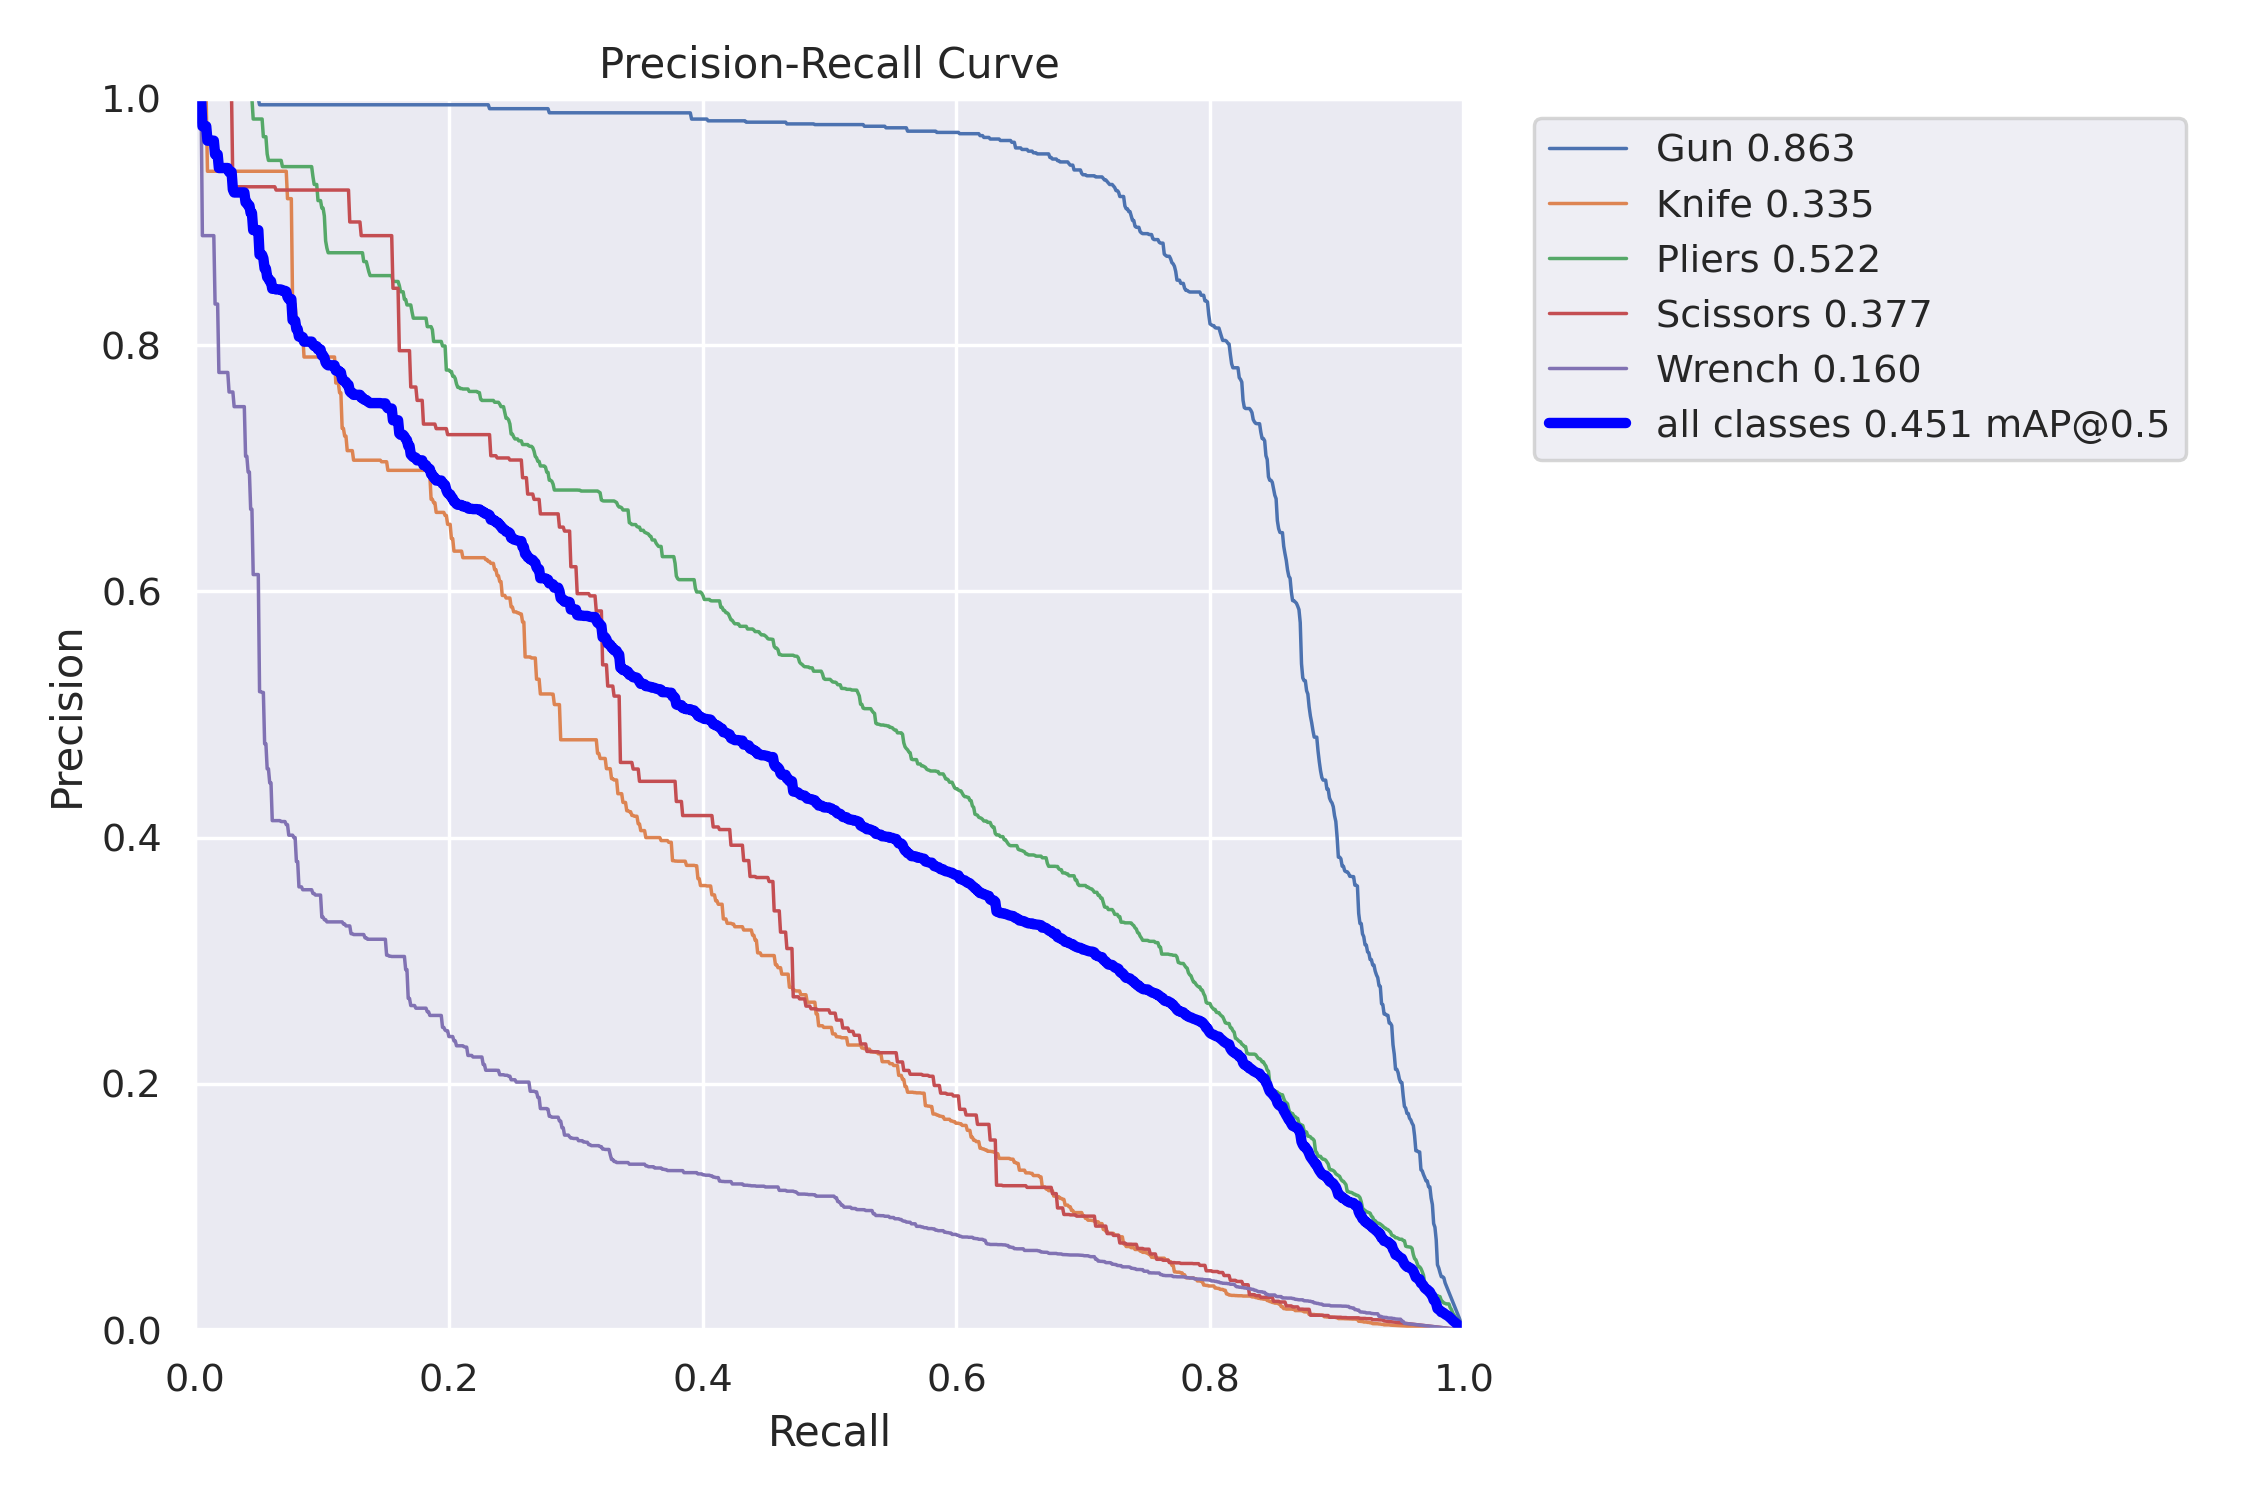 Precision-Recall Curve
1.0
0.8
0.6
0.4
0.2
0.0
Precision
0.0 0.2 0.4 0.6 0.8 1.0
Recall
Gun 0.863
Knife 0.335
Pliers 0.522
Scissors 0.377
Wrench 0.160
all classes 0.451 mAP@0.5